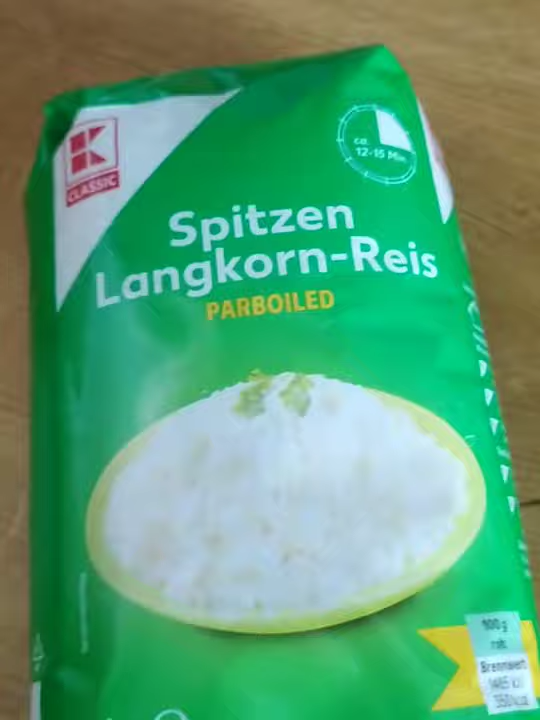 K
CLASSIC
ca.
12-15 Min.
Spitzen
Langkorn-Reis
PARBOILED
100 g
Brennwert